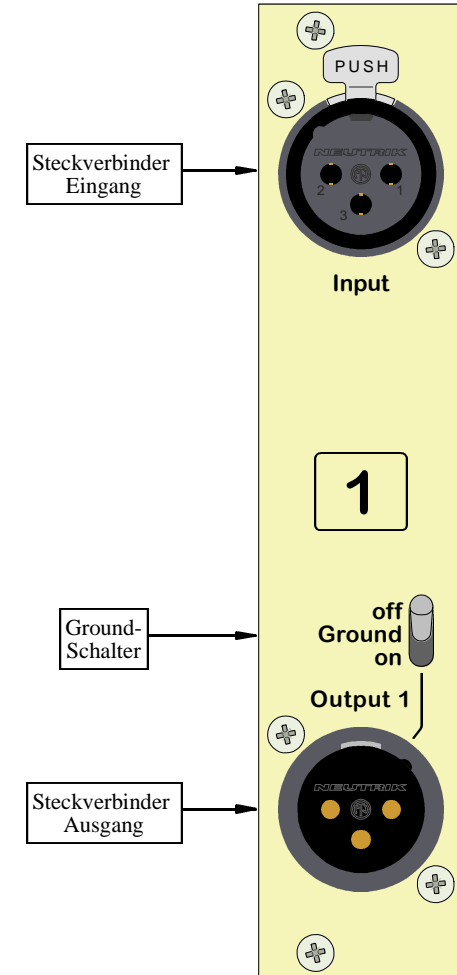 PUSH
NEUTRIK
2
1
3
Steckverbinder
Eingang
Input
1
off
Ground
on
Ground-
Schalter
Output 1
NEUTRIK
Steckverbinder
Ausgang